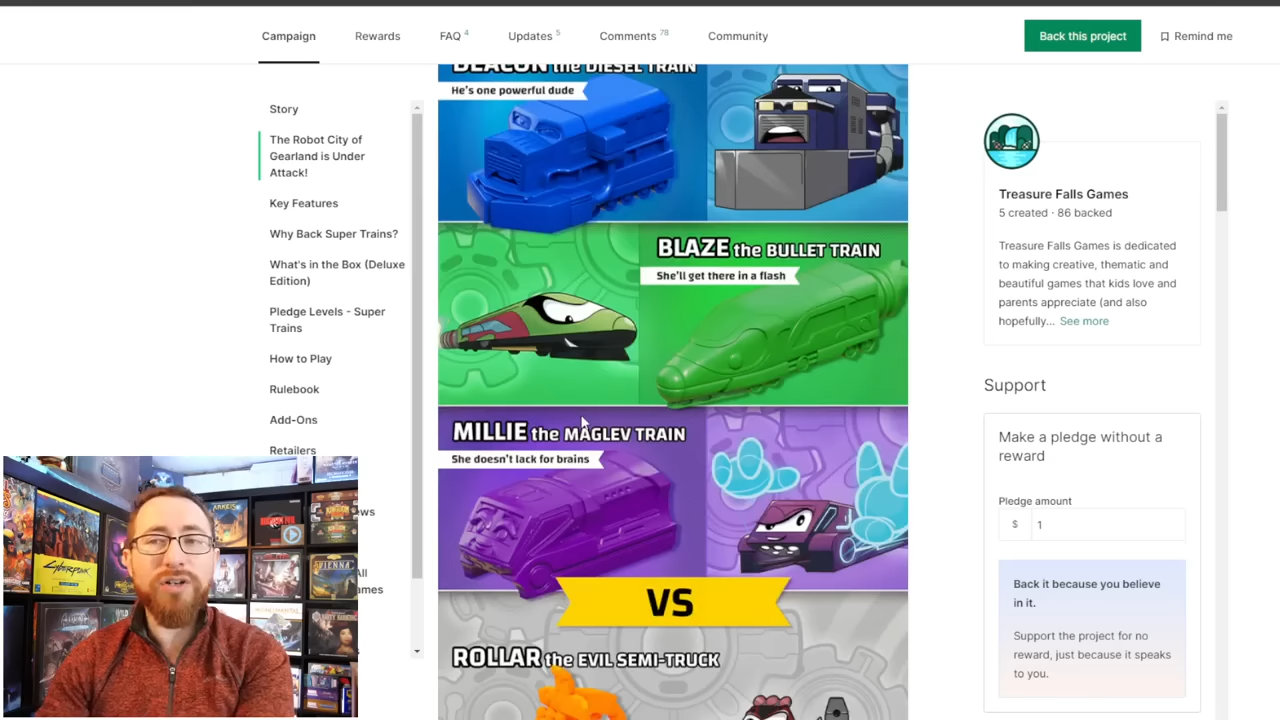 Campaign
Rewards
FAQ 4
Updates 5
Comments 78
Community
Back this project
Remind me
Story
The Robot City of
Gearland is Under
Attack!
Key Features
Why Back Super Trains?
What's in the Box (Deluxe
Edition)
Pledge Levels - Super
Trains
How to Play
Rulebook
Add-Ons
Retailers
BEACON the DIESEL TRAIN
He's one powerful dude
BLAZE the BULLET TRAIN
She'll get there in a flash
MILLIE the MAGLEV TRAIN
She doesn't lack for brains
VS
ROLLAR the EVIL SEMI-TRUCK
Treasure Falls Games
5 created · 86 backed
Treasure Falls Games is dedicated
to making creative, thematic and
beautiful games that kids love and
parents appreciate (and also
hopefully... See more
Support
Make a pledge without a
reward
Pledge amount
$ 1
Back it because you believe
in it.
Support the project for no
reward, just because it speaks
to you.
CYBERPUNK
VIENNA